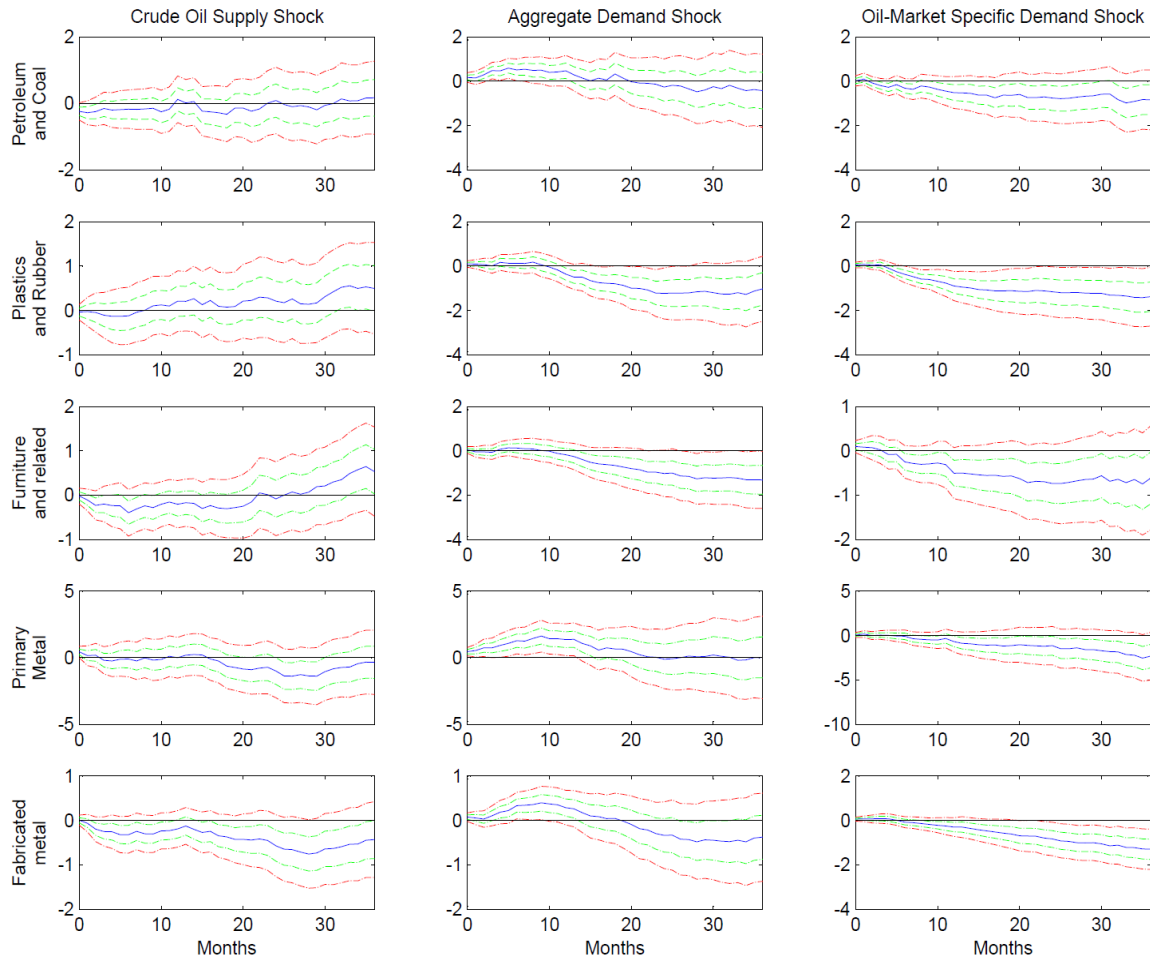 Crude Oil Supply Shock
Aggregate Demand Shock
Oil-Market Specific Demand Shock
Petroleum
and Coal
2
0
-2
0 10 20 30
2
0
-2
-4
0 10 20 30
2
0
-2
-4
0 10 20 30
Plastics
and Rubber
2
1
0
-1
0 10 20 30
2
0
-2
-4
0 10 20 30
2
0
-2
-4
0 10 20 30
Furniture
and related
2
1
0
-1
0 10 20 30
2
0
-2
-4
0 10 20 30
1
0
-1
-2
0 10 20 30
Primary
Metal
5
0
5
0 10 20 30
5
0
5
0 10 20 30
5
0
-5
-10
0 10 20 30
Fabricated
metal
1
0
-1
-2
0 10 20 30
Months
1
0
-1
-2
0 10 20 30
Months
2
0
-2
-4
0 10 20 30
Months